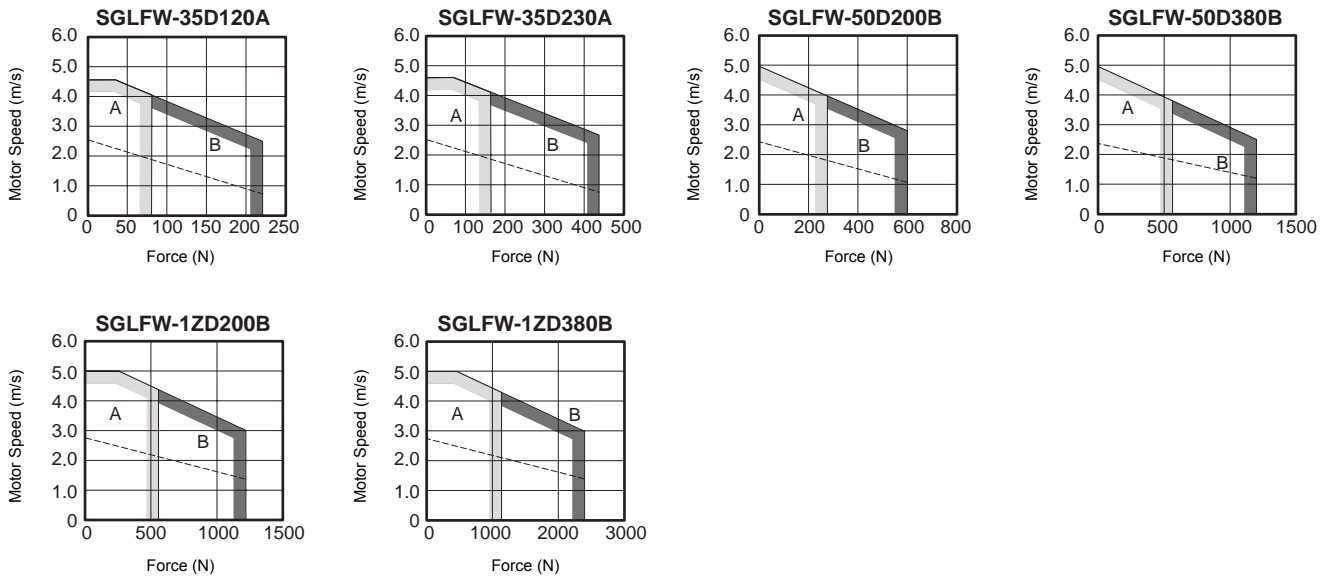 SGLFW-35D120A
6.0
5.0
4.0
3.0
2.0
1.0
0
Motor Speed (m/s)
A
B
0 50 100 150 200 250
Force (N)
SGLFW-35D230A
6.0
5.0
4.0
3.0
2.0
1.0
0
Motor Speed (m/s)
A
B
0 100 200 300 400 500
Force (N)
SGLFW-50D200B
6.0
5.0
4.0
3.0
2.0
1.0
0
Motor Speed (m/s)
A
B
0 200 400 600 800
Force (N)
SGLFW-50D380B
6.0
5.0
4.0
3.0
2.0
1.0
0
Motor Speed (m/s)
A
B
0 500 1000 1500
Force (N)
SGLFW-1ZD200B
6.0
5.0
4.0
3.0
2.0
1.0
0
Motor Speed (m/s)
A
B
0 500 1000 1500
Force (N)
SGLFW-1ZD380B
6.0
5.0
4.0
3.0
2.0
1.0
0
Motor Speed (m/s)
A
B
0 1000 2000 3000
Force (N)